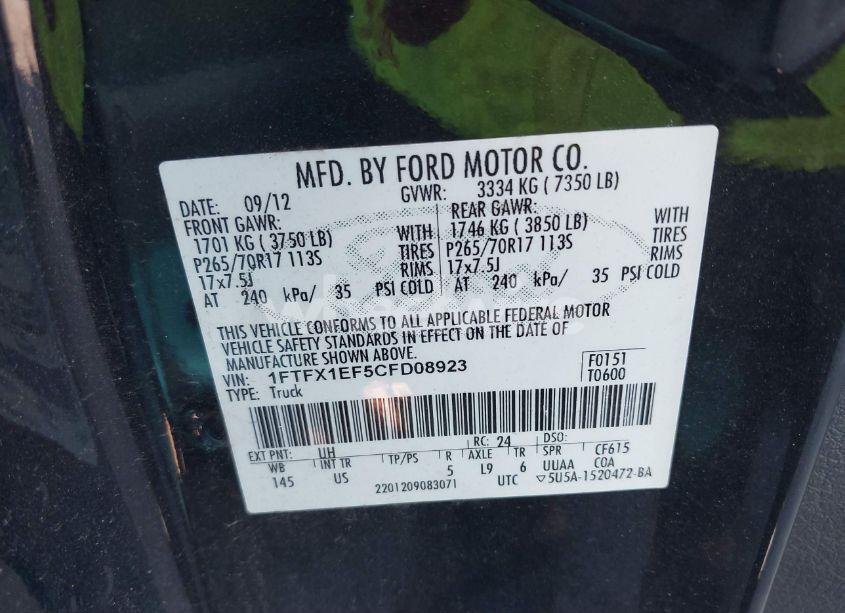 MFD. BY FORD MOTOR CO.
DATE: 09/12 GVWR: 3334 KG ( 7350 LB)
FRONT GAWR: REAR GAWR:
1701 KG ( 3750 LB) WITH 1746 KG ( 3850 LB) WITH
P265/70R17 113S TIRES P265/70R17 113S TIRES
17x7.5J RIMS 17x7.5J RIMS
AT 240 kPa/ 35 PSI COLD AT 240 kPa/ 35 PSI COLD
THIS VEHICLE CONFORMS TO ALL APPLICABLE FEDERAL MOTOR
VEHICLE SAFETY STANDARDS IN EFFECT ON THE DATE OF
MANUFACTURE SHOWN ABOVE.
VIN: 1FTFX1EF5CFD08923 F0151
TYPE: Truck T0600
EXT PNT: UH RC: 24 DSO:
WB INT TR TP/PS R AXLE TR SPR CF615
145 US 5 L9 6 UUAA COA
2201209083071 UTC ▽5U5A-1520472-BA